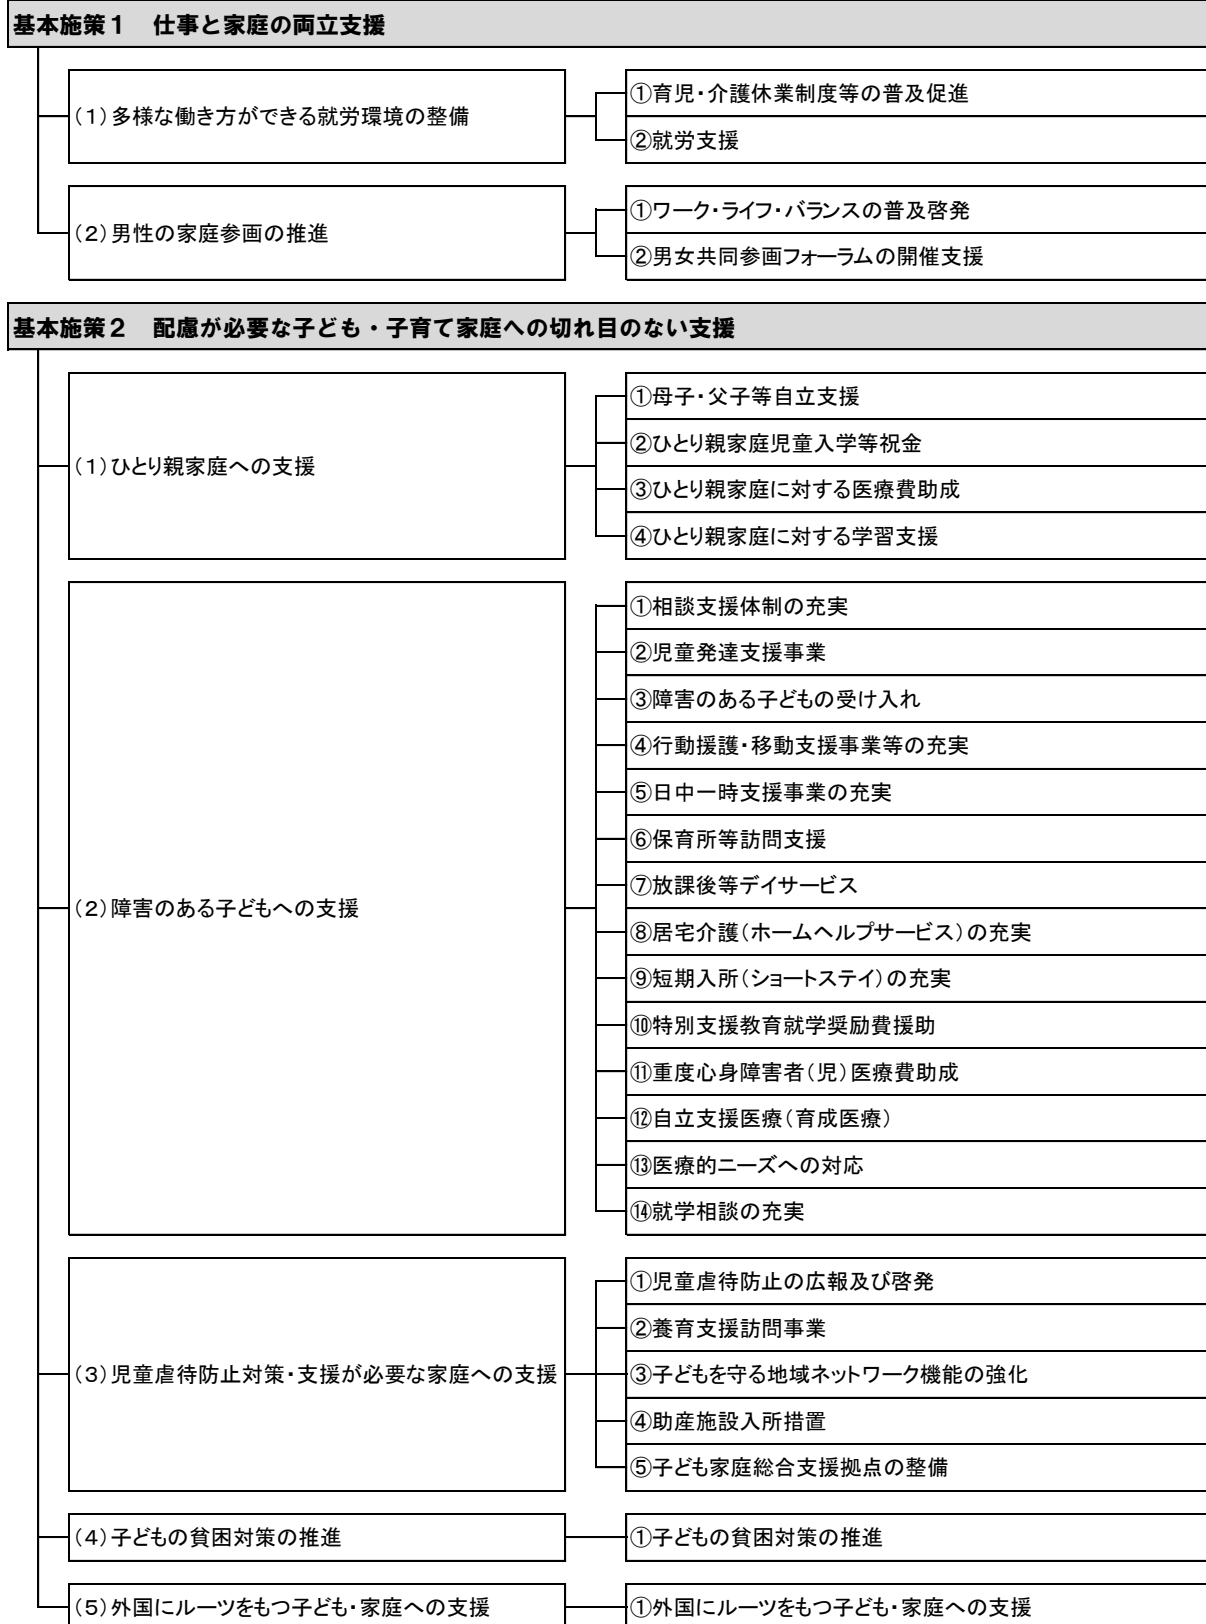 基本施策１　仕事と家庭の両立支援
（１）多様な働き方ができる就労環境の整備
①育児・介護休業制度等の普及促進
②就労支援
（２）男性の家庭参画の推進
①ワーク・ライフ・バランスの普及啓発
②男女共同参画フォーラムの開催支援
基本施策２　配慮が必要な子ども・子育て家庭への切れ目のない支援
（１）ひとり親家庭への支援
①母子・父子等自立支援
②ひとり親家庭児童入学等祝金
③ひとり親家庭に対する医療費助成
④ひとり親家庭に対する学習支援
（２）障害のある子どもへの支援
①相談支援体制の充実
②児童発達支援事業
③障害のある子どもの受け入れ
④行動援護・移動支援事業等の充実
⑤日中一時支援事業の充実
⑥保育所等訪問支援
⑦放課後等デイサービス
⑧居宅介護（ホームヘルプサービス）の充実
⑨短期入所（ショートステイ）の充実
⑩特別支援教育就学奨励費援助
⑪重度心身障害者（児）医療費助成
⑫自立支援医療（育成医療）
⑬医療的ニーズへの対応
⑭就学相談の充実
（３）児童虐待防止対策・支援が必要な家庭への支援
①児童虐待防止の広報及び啓発
②養育支援訪問事業
③子どもを守る地域ネットワーク機能の強化
④助産施設入所措置
⑤子ども家庭総合支援拠点の整備
（４）子どもの貧困対策の推進
①子どもの貧困対策の推進
（５）外国にルーツをもつ子ども・家庭への支援
①外国にルーツをもつ子ども・家庭への支援